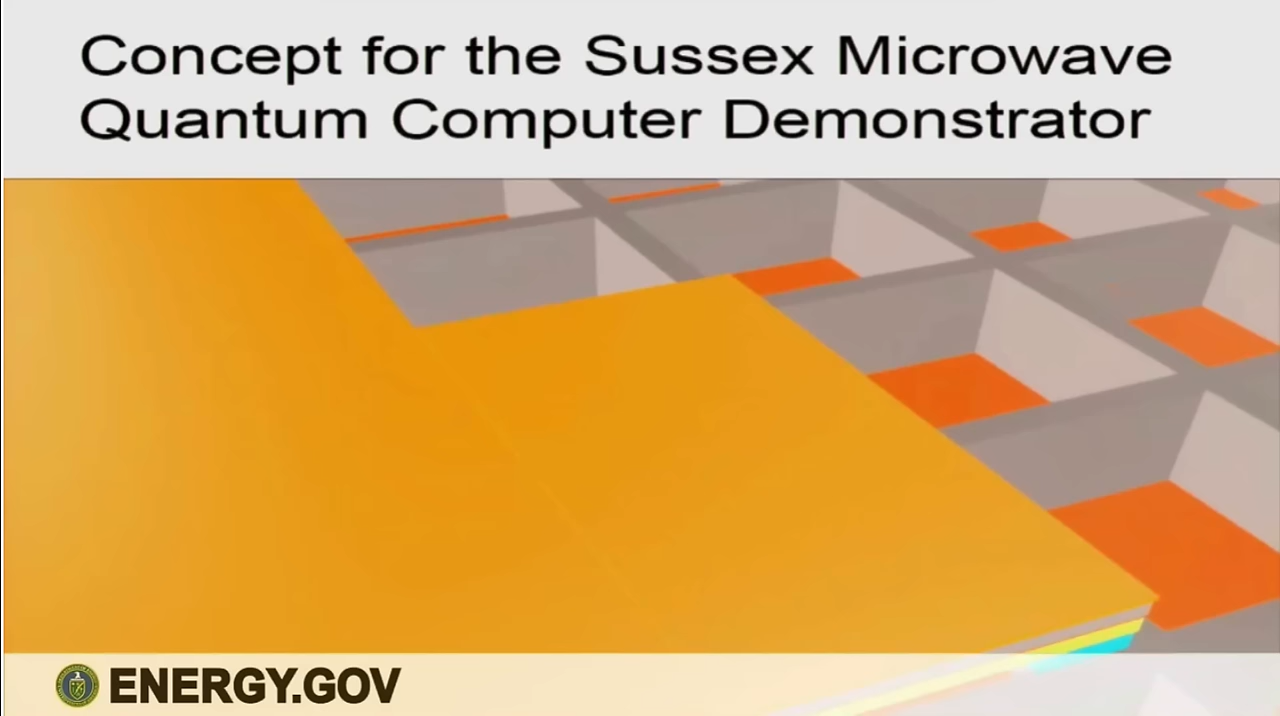 Concept for the Sussex Microwave
Quantum Computer Demonstrator
ENERGY.GOV